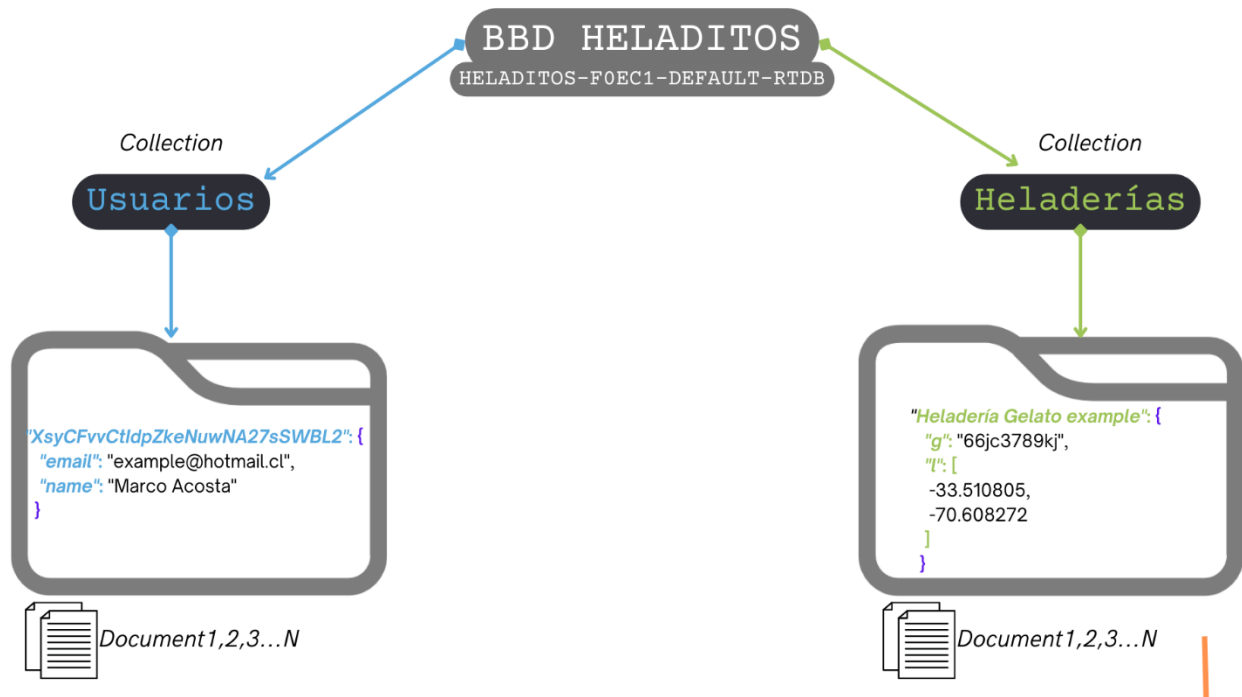 BBD HELADITOS
HELADITOS-F0EC1-DEFAULT-RTDB
Collection
Usuarios
"XsyCFvvCtIdpZkeNuwNA27sSWBL2": {
"email": "example@hotmail.cl",
"name": "Marco Acosta"
}
Document1,2,3...N
Collection
Heladerías
"Heladería Gelato example": {
"g": "66jc3789kj",
"l": [
-33.510805,
-70.608272
]
}
Document1,2,3...N